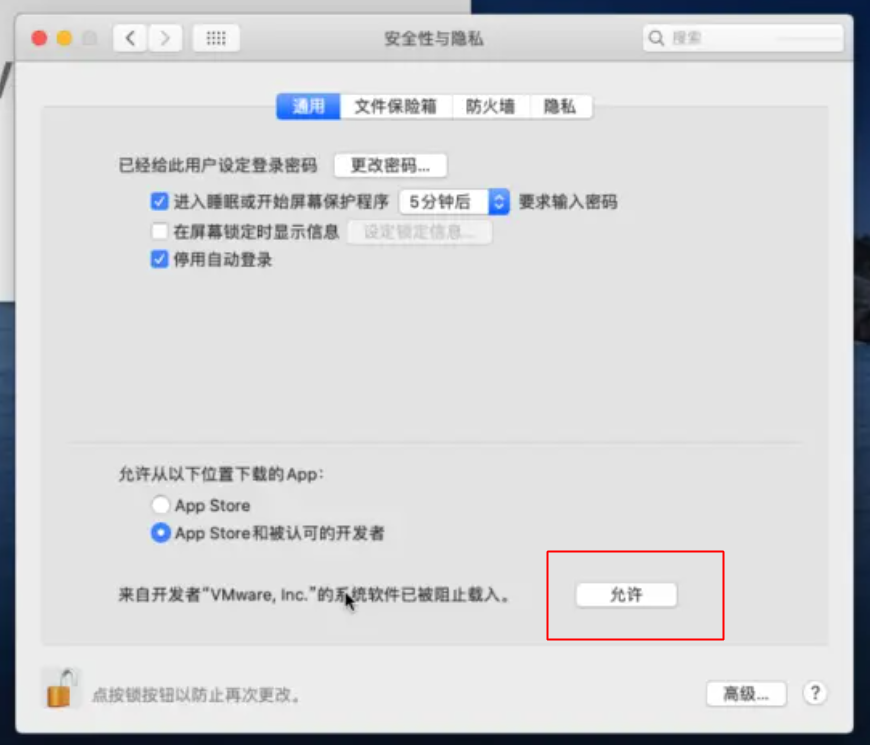 安全性与隐私
搜索
通用 文件保险箱 防火墙 隐私
已经给此用户设定登录密码 更改密码...
进入睡眠或开始屏幕保护程序 5分钟后 要求输入密码
在屏幕锁定时显示信息 设定锁定信息...
停用自动登录
允许从以下位置下载的App:
App Store
App Store和被认可的开发者
来自开发者“VMware, Inc.”的系统软件已被阻止载入。 允许
点按锁按钮以防止再次更改。 高级... ?